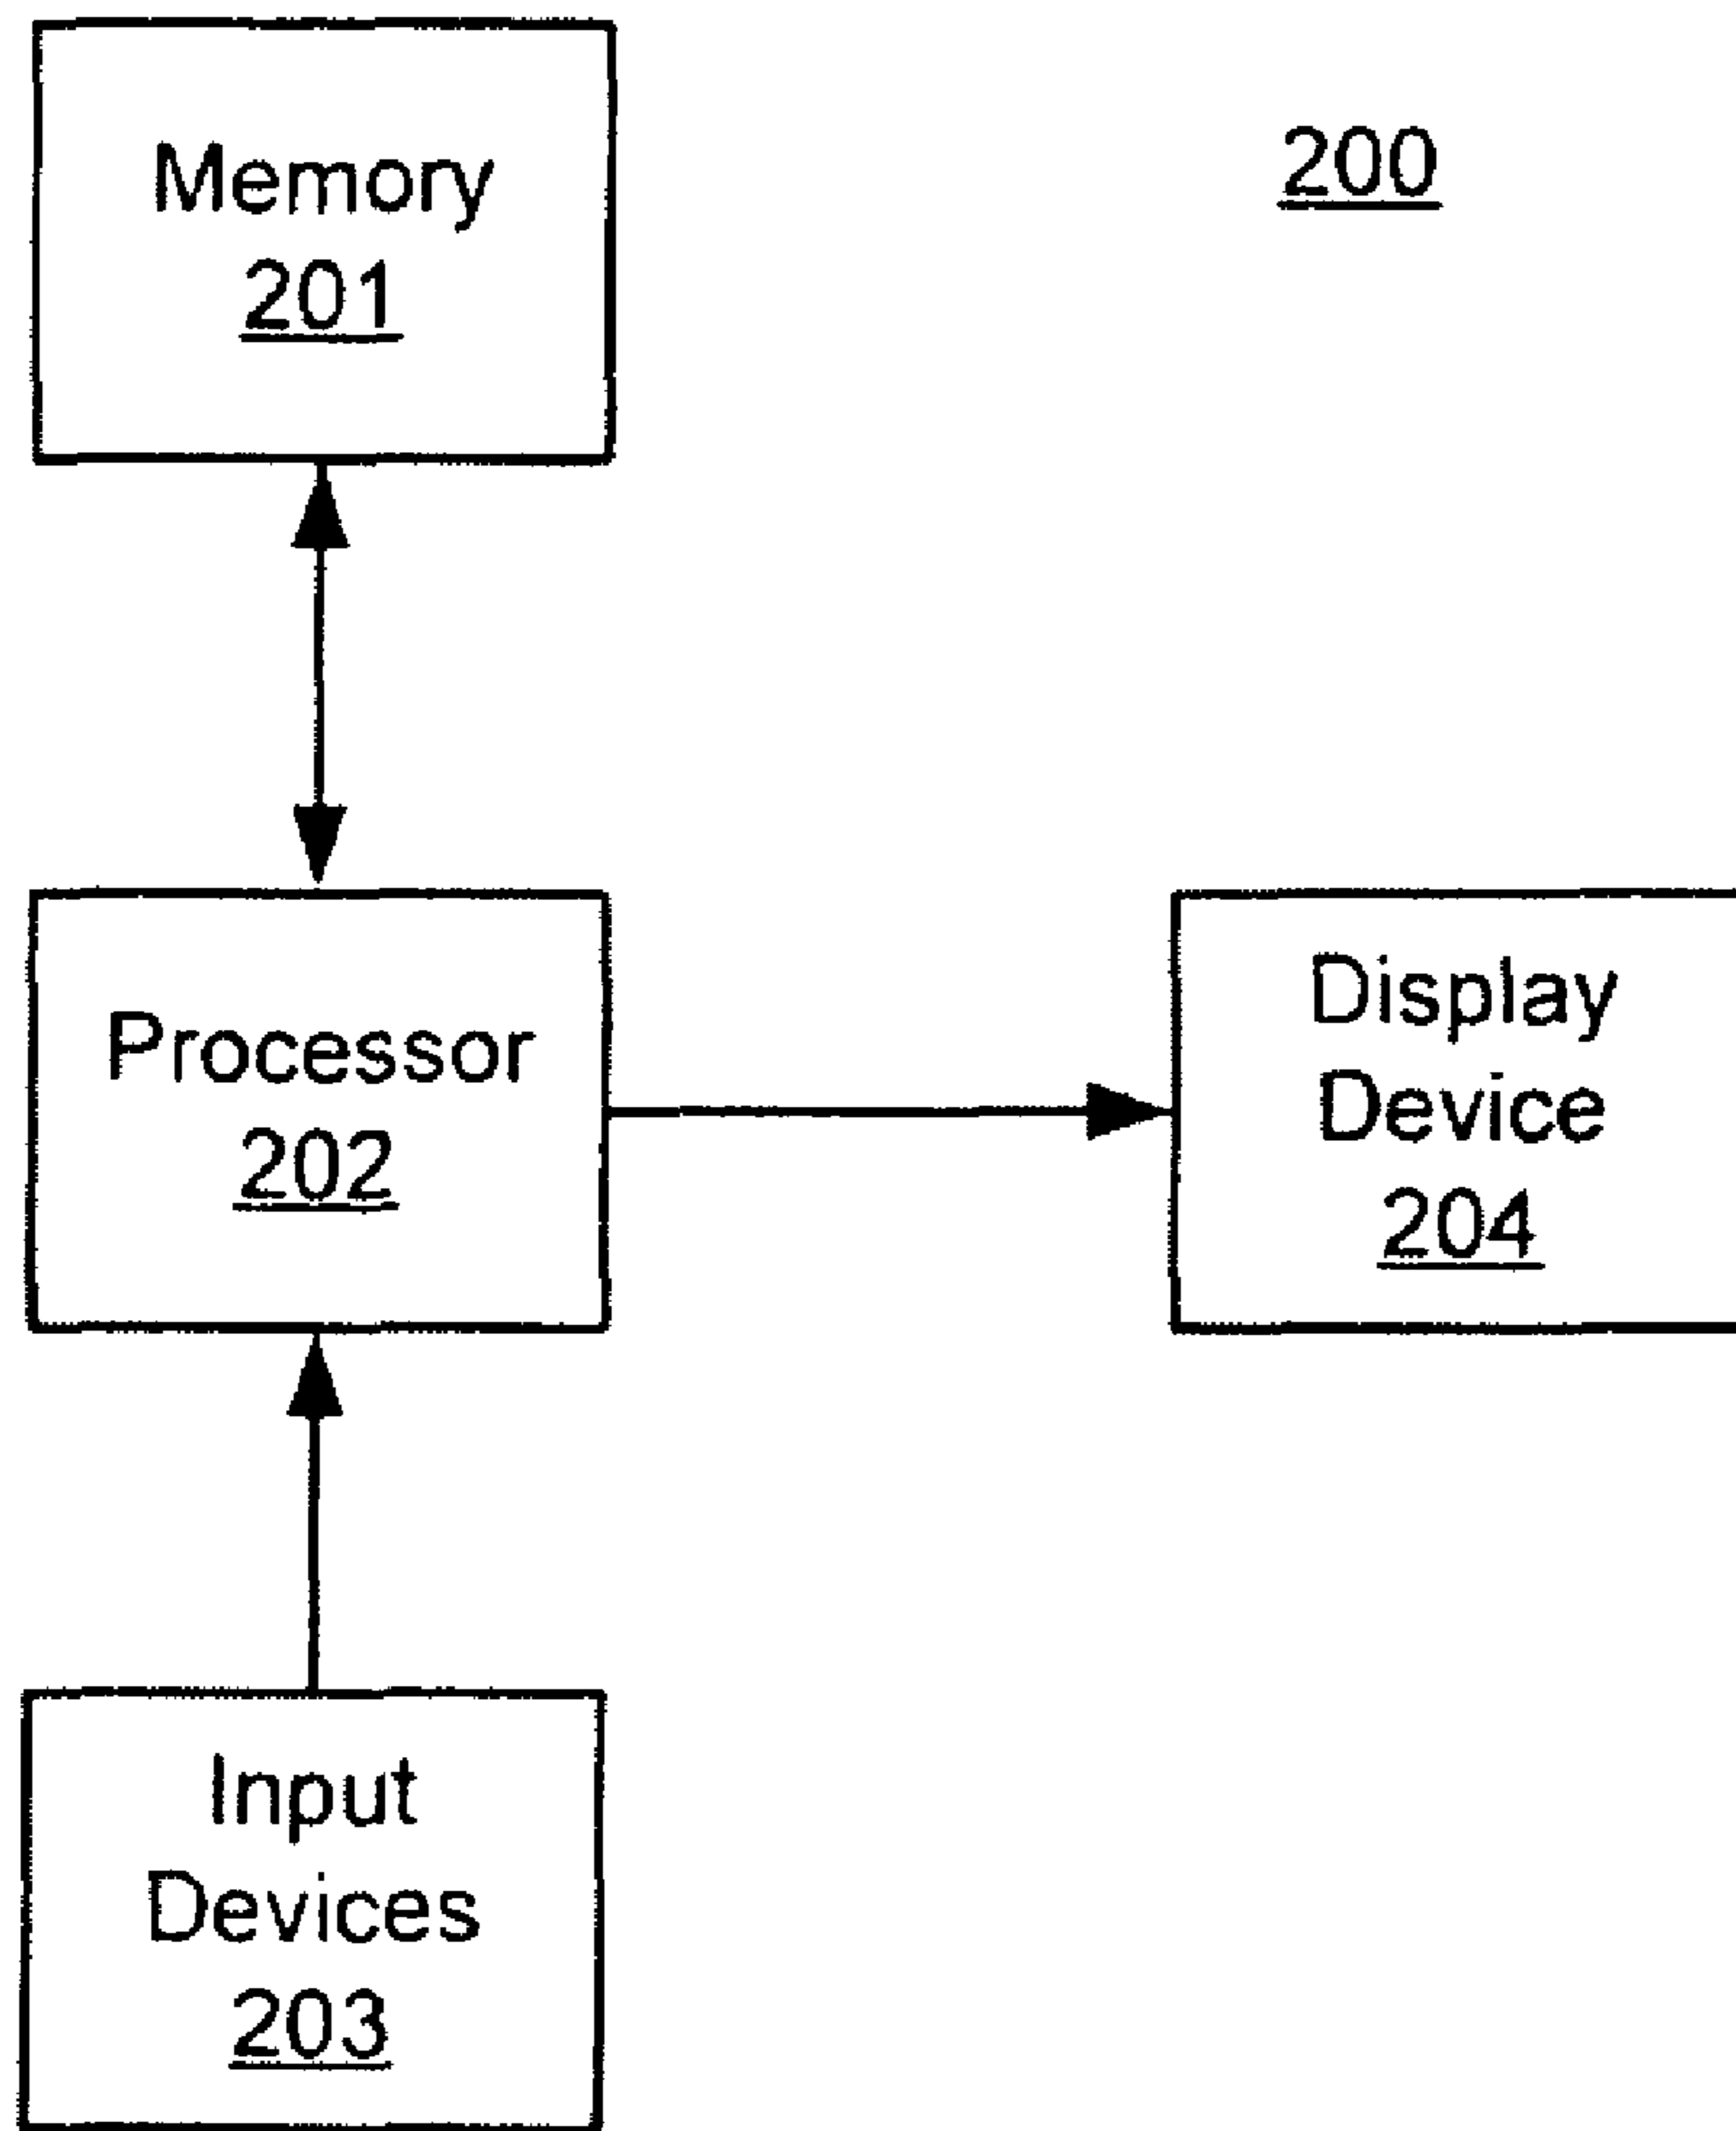 Memory
201
200
Processor
202
Display
Device
204
Input
Devices
203